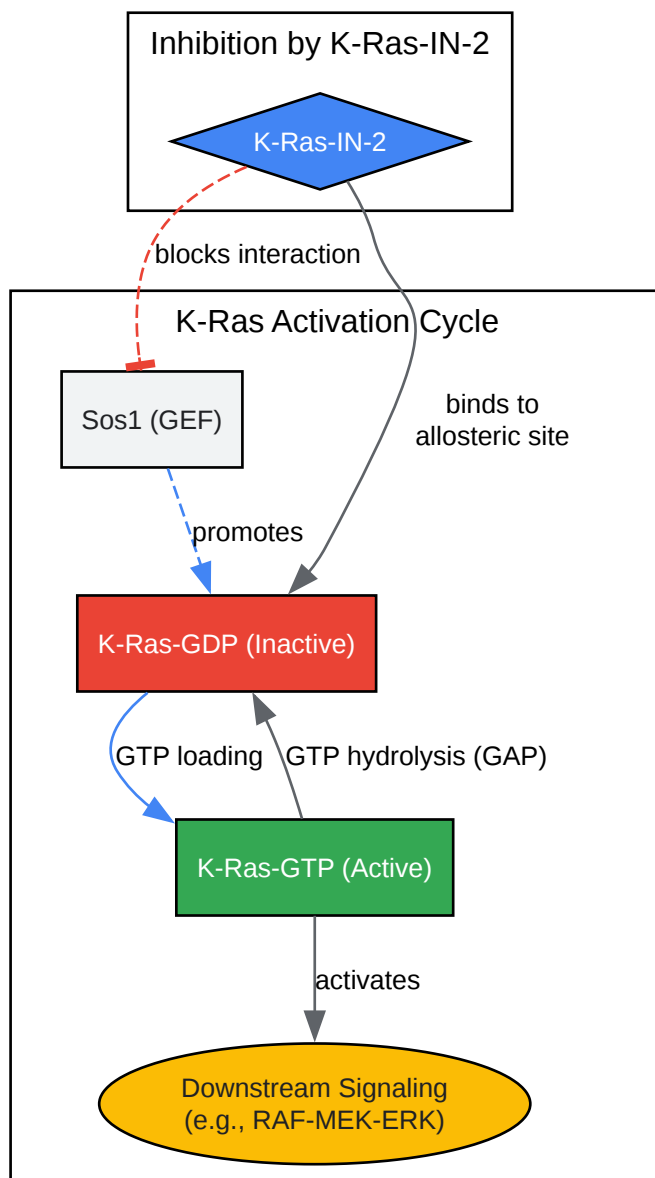 Inhibition by K-Ras-IN-2
K-Ras-IN-2
blocks interaction
K-Ras Activation Cycle
Sos1 (GEF)
binds to
allosteric site
promotes
K-Ras-GDP (Inactive)
GTP loading
GTP hydrolysis (GAP)
K-Ras-GTP (Active)
activates
Downstream Signaling
(e.g., RAF-MEK-ERK)